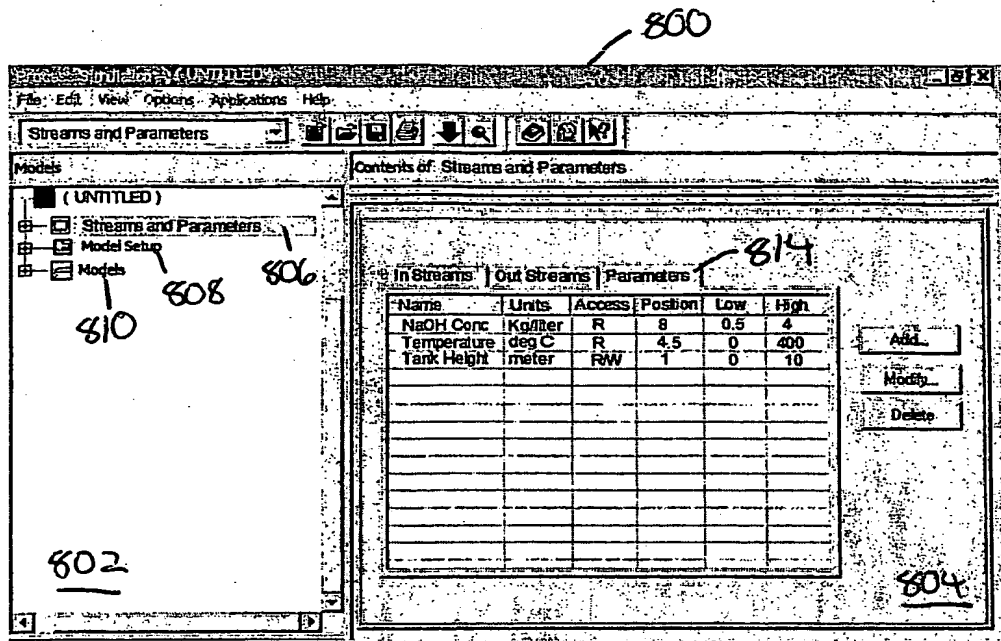 800
Process Simulator - (UNTITLED)
File Edit View Options Applications Help
Streams and Parameters
Models
Contents of: Streams and Parameters
( UNTITLED )
Streams and Parameters
Model Setup
Models
806
808
810
814
In Streams Out Streams Parameters
Name Units Access Position Low High
NaOH Conc Kg/liter R 8 0.5 4
Temperature deg C R 4.5 0 400
Tank Height meter R/W 1 0 10
Add...
Modify...
Delete
802
804